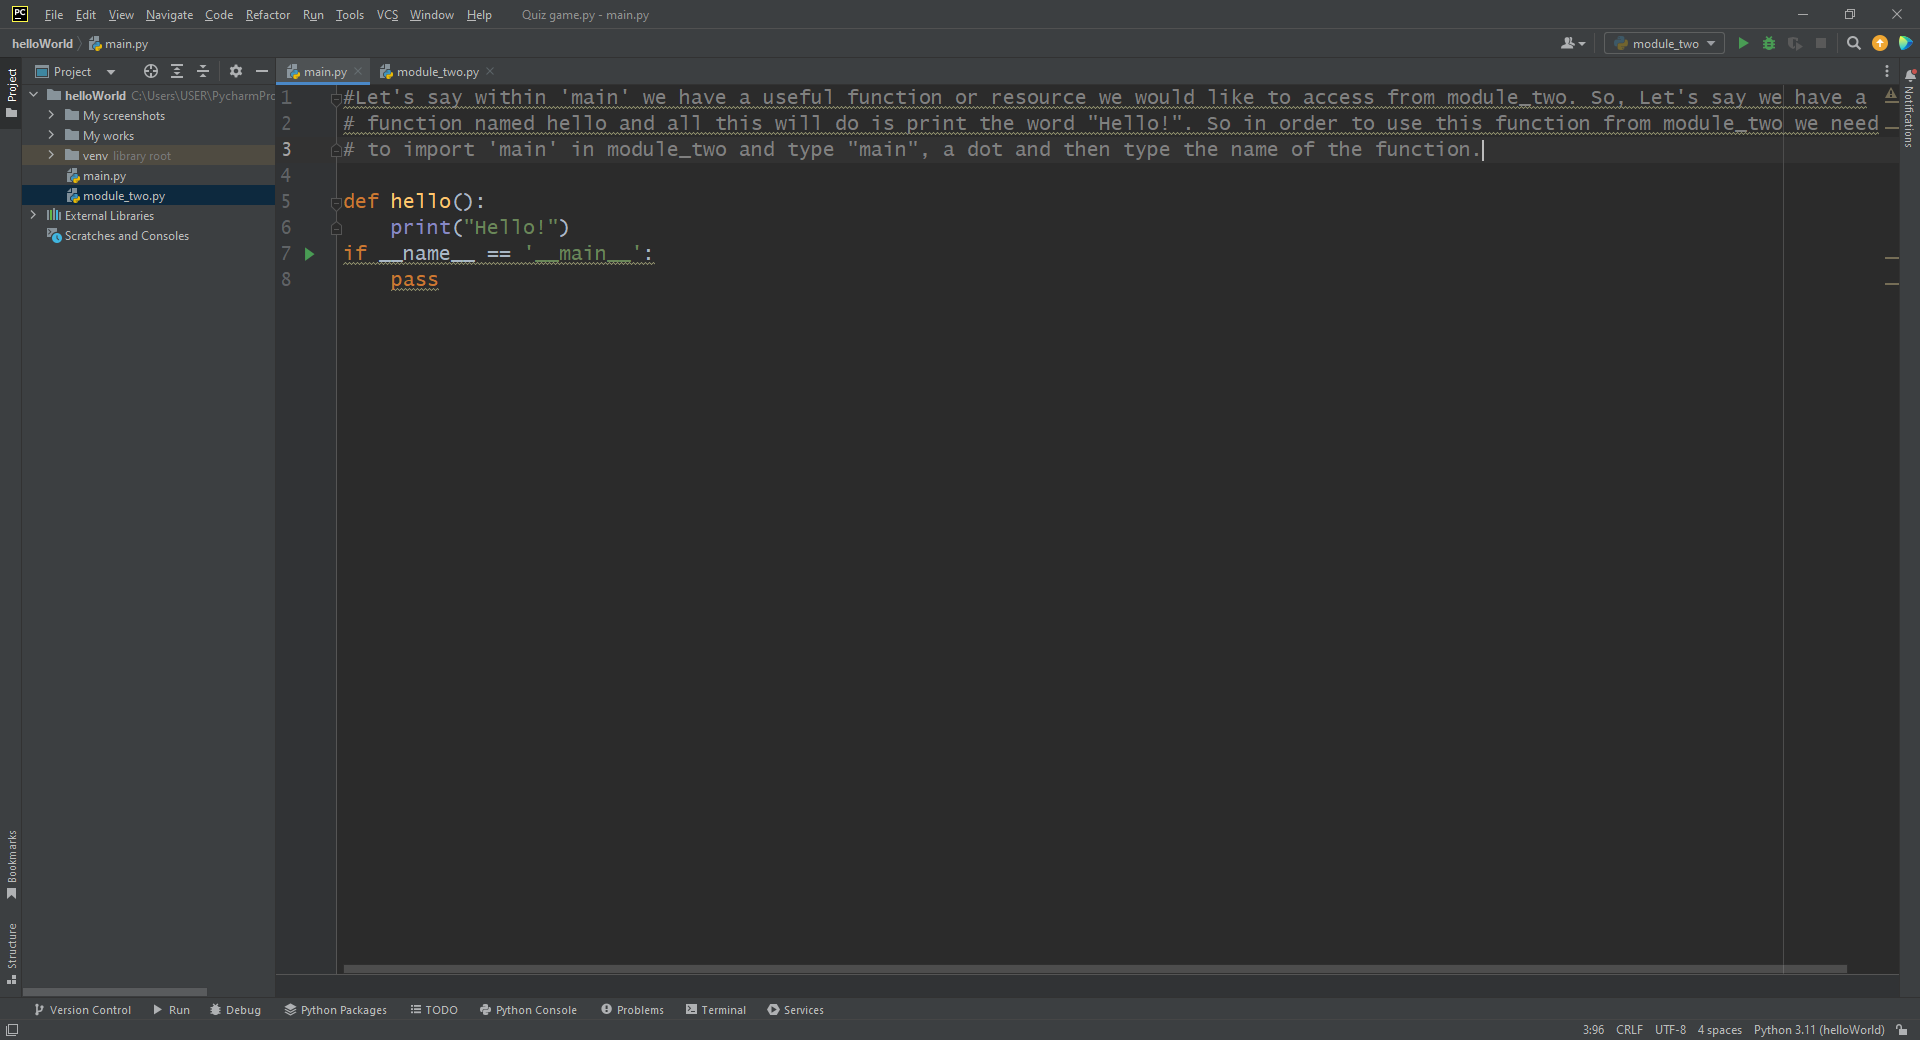 PC File Edit View Navigate Code Refactor Run Tools VCS Window Help Quiz game.py - main.py
helloWorld main.py module_two
Project
main.py module_two.py
Project
helloWorld C:\Users\USER\PycharmPro
My screenshots
My works
venv library root
main.py
module_two.py
External Libraries
Scratches and Consoles
1 #Let's say within 'main' we have a useful function or resource we would like to access from module_two. So, Let's say we have a
2 # function named hello and all this will do is print the word "Hello!". So in order to use this function from module_two we need
3 # to import 'main' in module_two and type "main", a dot and then type the name of the function.
4
5 def hello():
6 print("Hello!")
7 if __name__ == '__main__':
8 pass
Notifications
Bookmarks
Structure
Version Control Run Debug Python Packages TODO Python Console Problems Terminal Services
3:96 CRLF UTF-8 4 spaces Python 3.11 (helloWorld)